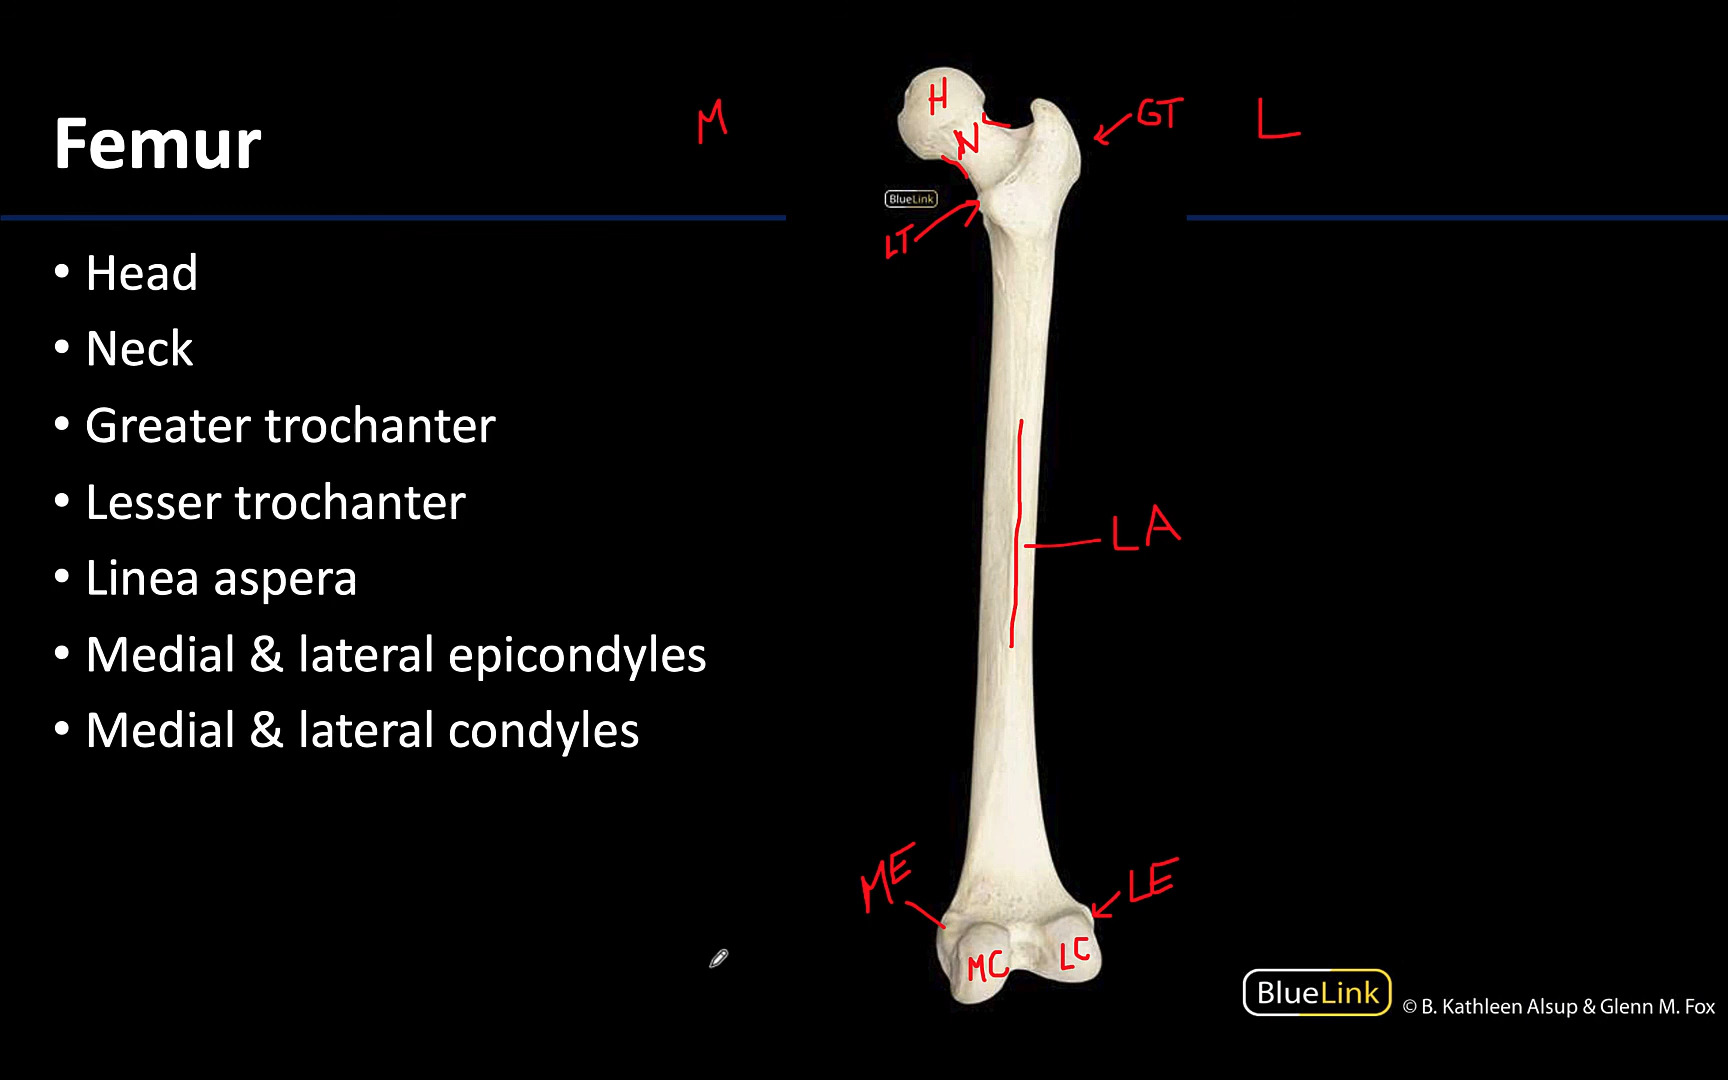 Femur
• Head
• Neck
• Greater trochanter
• Lesser trochanter
• Linea aspera
• Medial & lateral epicondyles
• Medial & lateral condyles
M
H
N
GT
L
BlueLink
LT
LA
ME
LE
MC
LC
BlueLink
© B. Kathleen Alsup & Glenn M. Fox